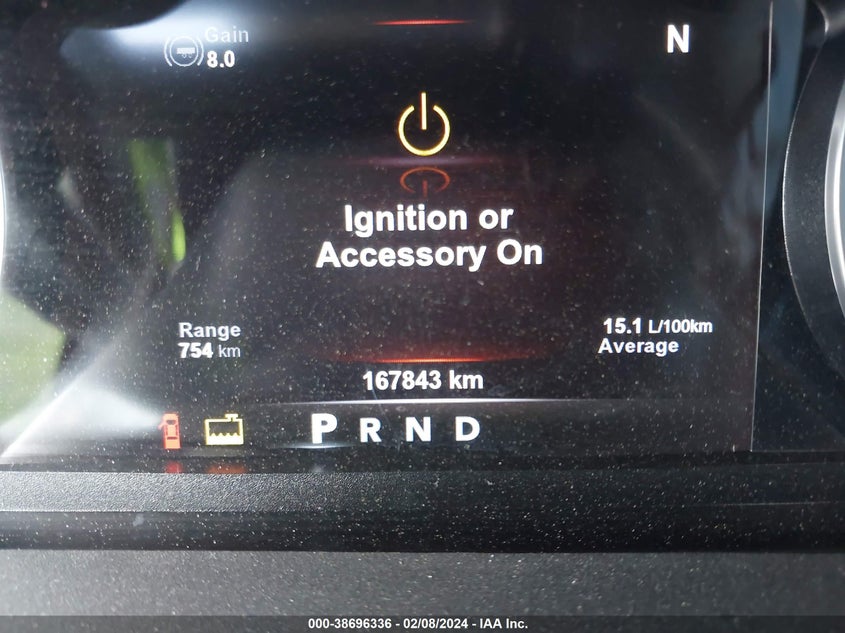 Gain
8.0
N
Ignition or
Accessory On
Range
754 km
15.1 L/100km
Average
167843 km
P R N D
000-38696336 - 02/08/2024 - IAA Inc.